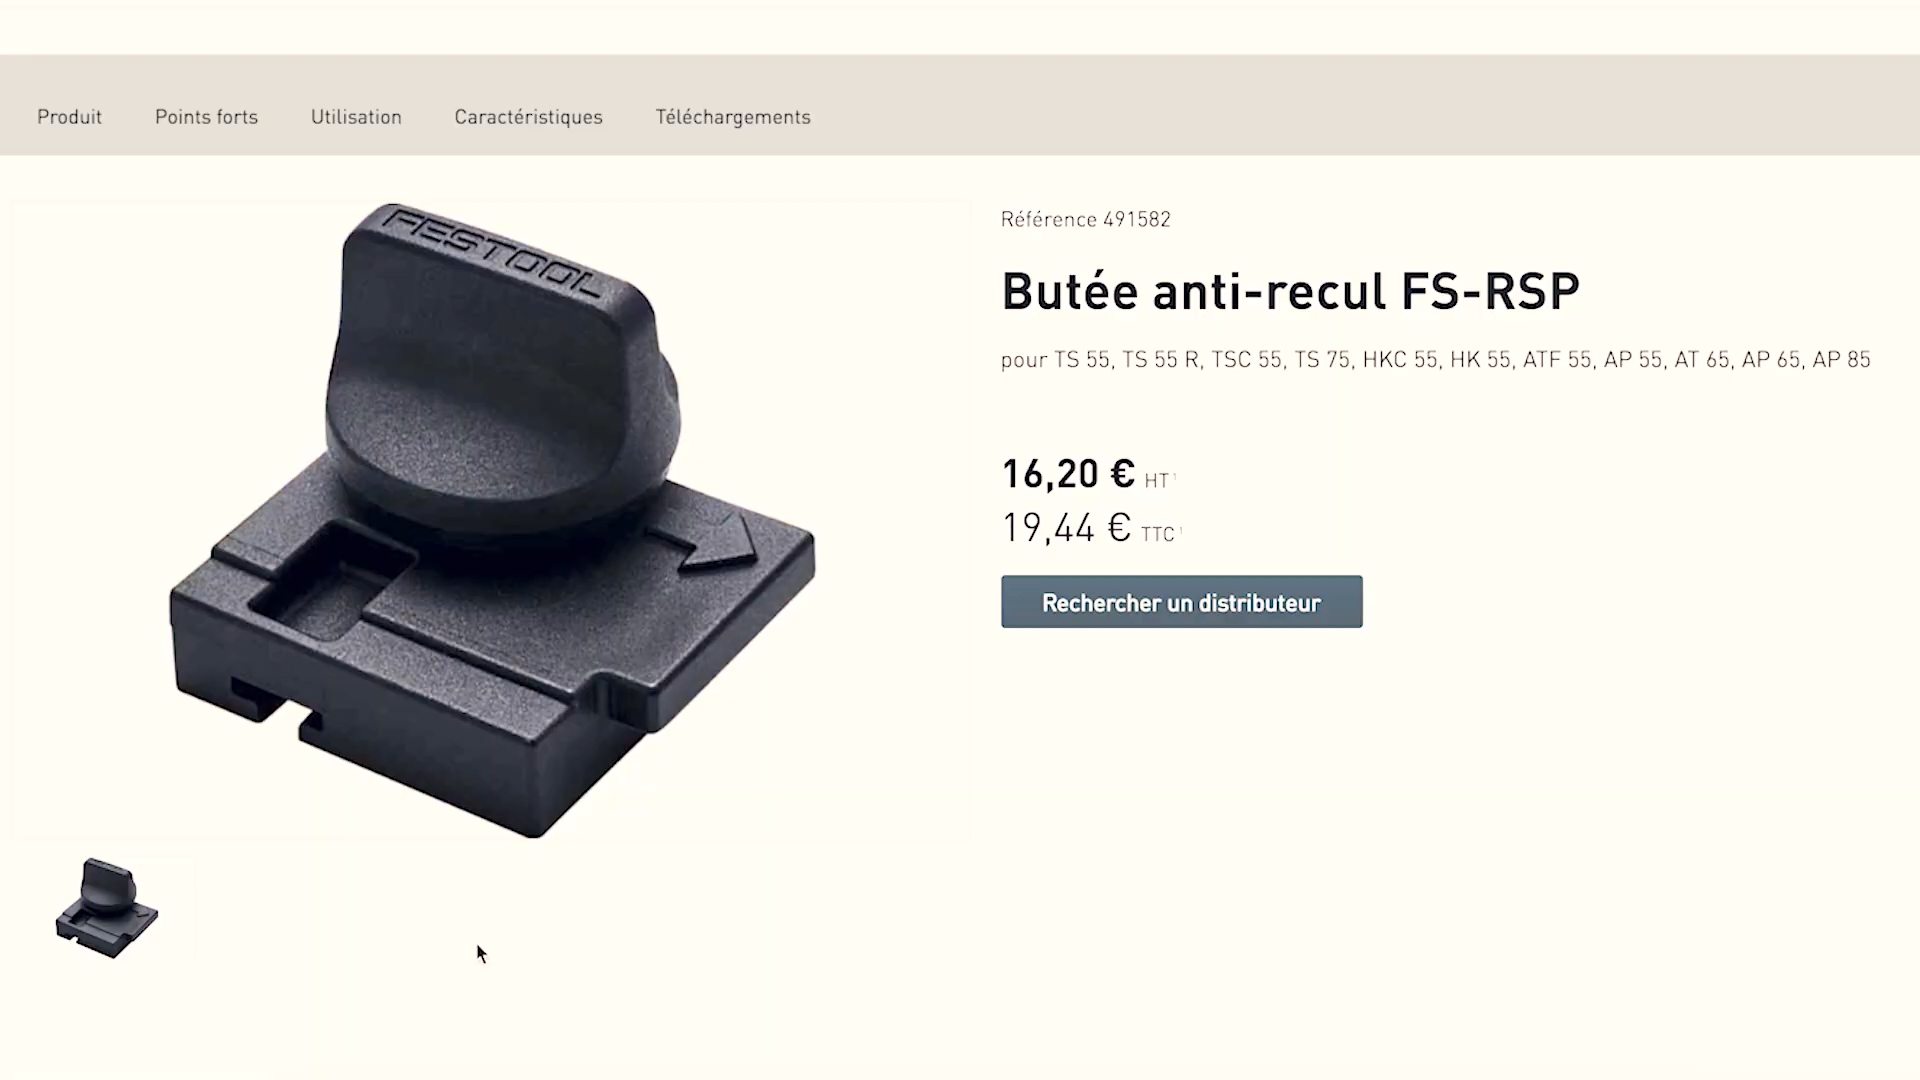 Produit
Points forts
Utilisation
Caractéristiques
Téléchargements
FESTOOL
Référence 491582
Butée anti-recul FS-RSP
pour TS 55, TS 55 R, TSC 55, TS 75, HKC 55, HK 55, ATF 55, AP 55, AT 65, AP 65, AP 85
16,20 € HT¹
19,44 € TTC¹
Rechercher un distributeur